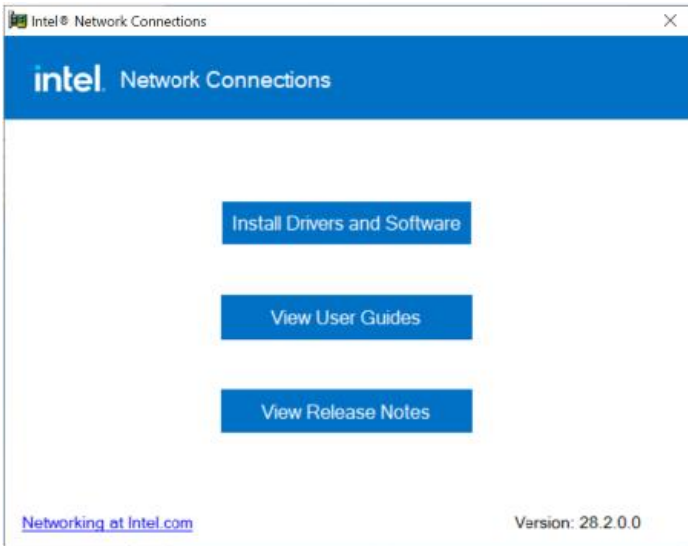 Intel® Network Connections
intel. Network Connections
Install Drivers and Software
View User Guides
View Release Notes
Networking at Intel.com
Version: 28.2.0.0